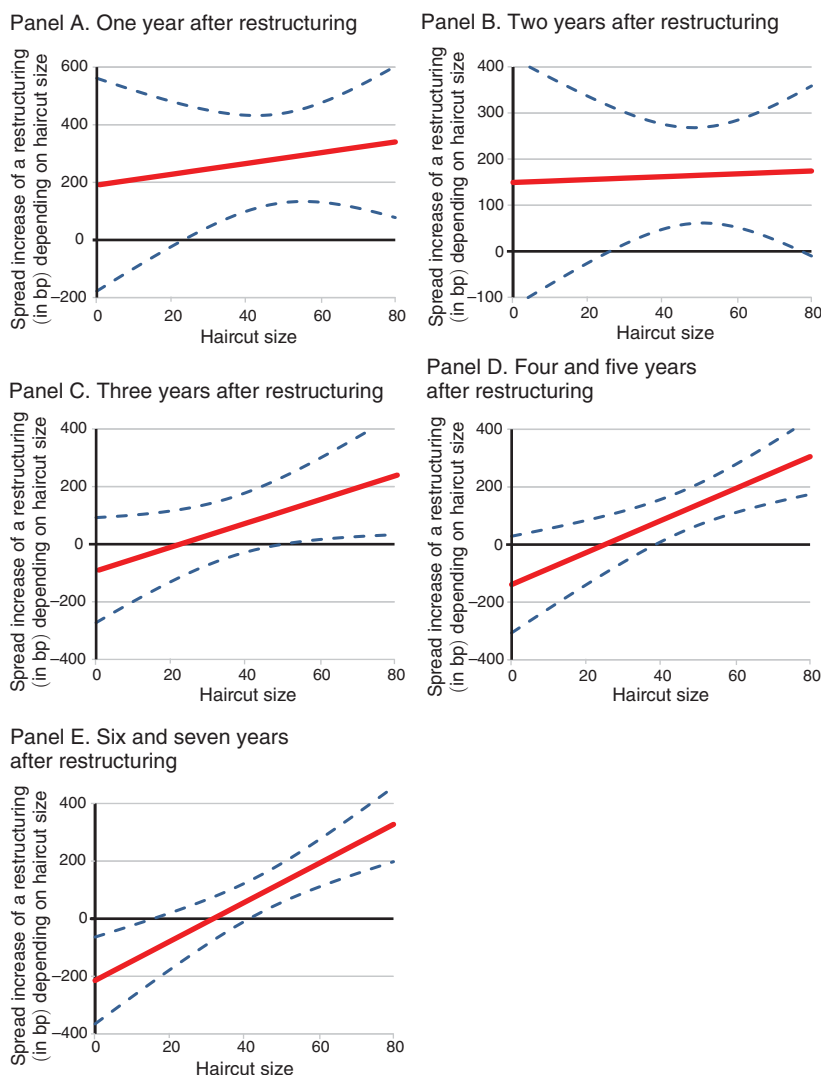 Panel A. One year after restructuring
Spread increase of a restructuring
(in bp) depending on haircut size
600
400
200
0
−200
0 20 40 60 80
Haircut size
Panel B. Two years after restructuring
Spread increase of a restructuring
(in bp) depending on haircut size
400
300
200
100
0
−100
0 20 40 60 80
Haircut size
Panel C. Three years after restructuring
Spread increase of a restructuring
(in bp) depending on haircut size
400
200
0
−200
−400
0 20 40 60 80
Haircut size
Panel D. Four and five years
after restructuring
Spread increase of a restructuring
(in bp) depending on haircut size
400
200
0
−200
−400
0 20 40 60 80
Haircut size
Panel E. Six and seven years
after restructuring
Spread increase of a restructuring
(in bp) depending on haircut size
400
200
0
−200
−400
0 20 40 60 80
Haircut size